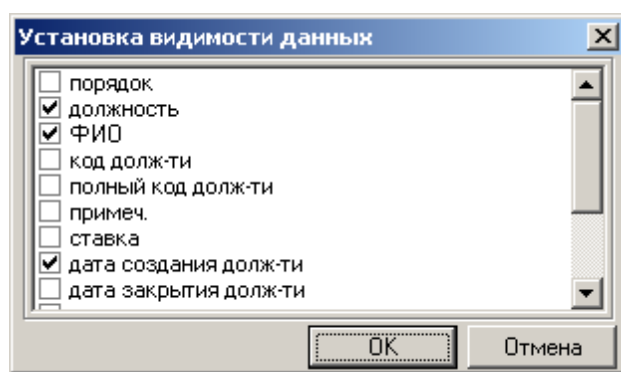 Установка видимости данных
порядок
должность
ФИО
код долж-ти
полный код долж-ти
примеч.
ставка
дата создания долж-ти
дата закрытия долж-ти
OK
Отмена